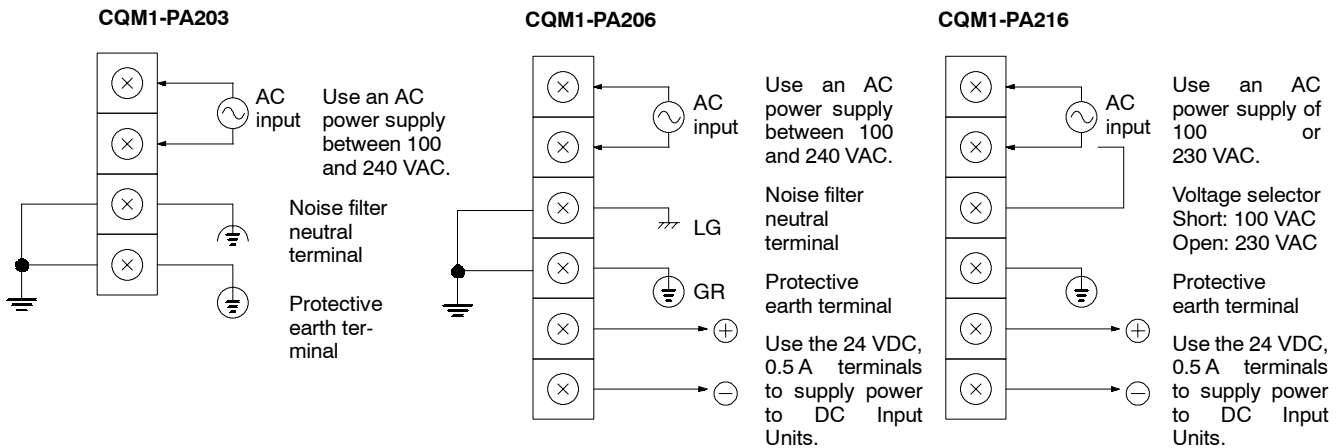 CQM1-PA203
AC
input
Use an AC
power supply
between 100
and 240 VAC.
Noise filter
neutral
terminal
Protective
earth ter-
minal
CQM1-PA206
AC
input
Use an AC
power supply
between 100
and 240 VAC.
LG
Noise filter
neutral
terminal
GR
Protective
earth terminal
Use the 24 VDC,
0.5 A terminals
to supply power
to DC Input
Units.
CQM1-PA216
AC
input
Use an AC
power supply of
100 or
230 VAC.
Voltage selector
Short: 100 VAC
Open: 230 VAC
Protective
earth terminal
Use the 24 VDC,
0.5 A terminals
to supply power
to DC Input
Units.